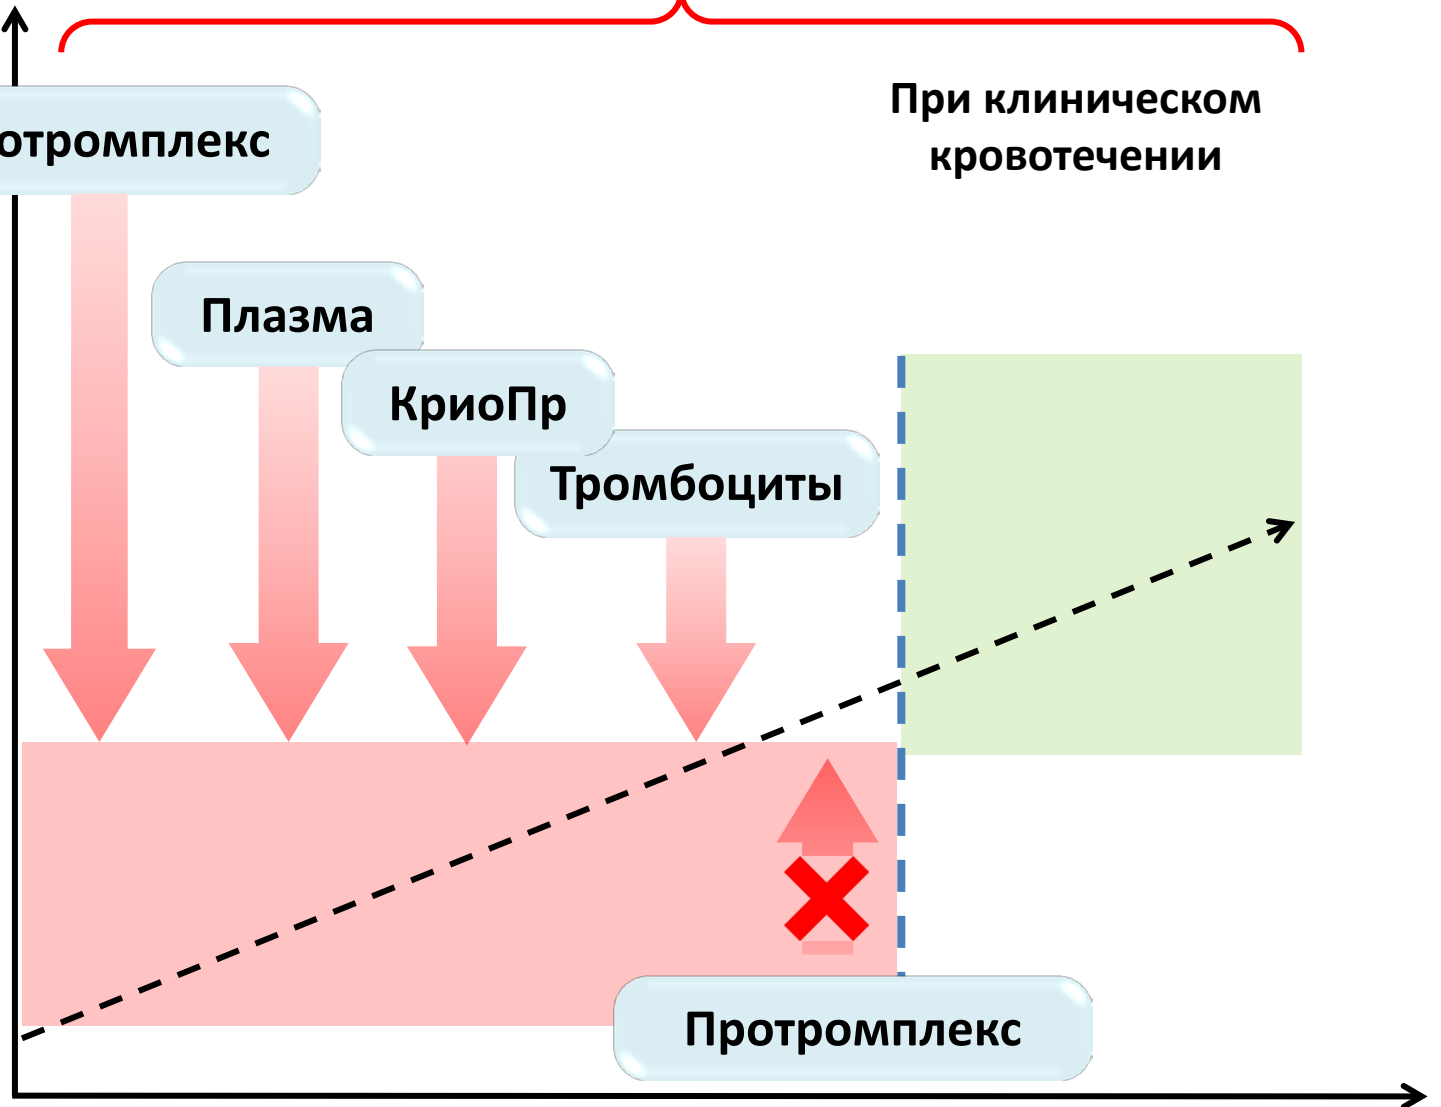 При клиническом
кровотечении
отромплекс
Плазма
КриоПр
Тромбоциты
Протромплекс